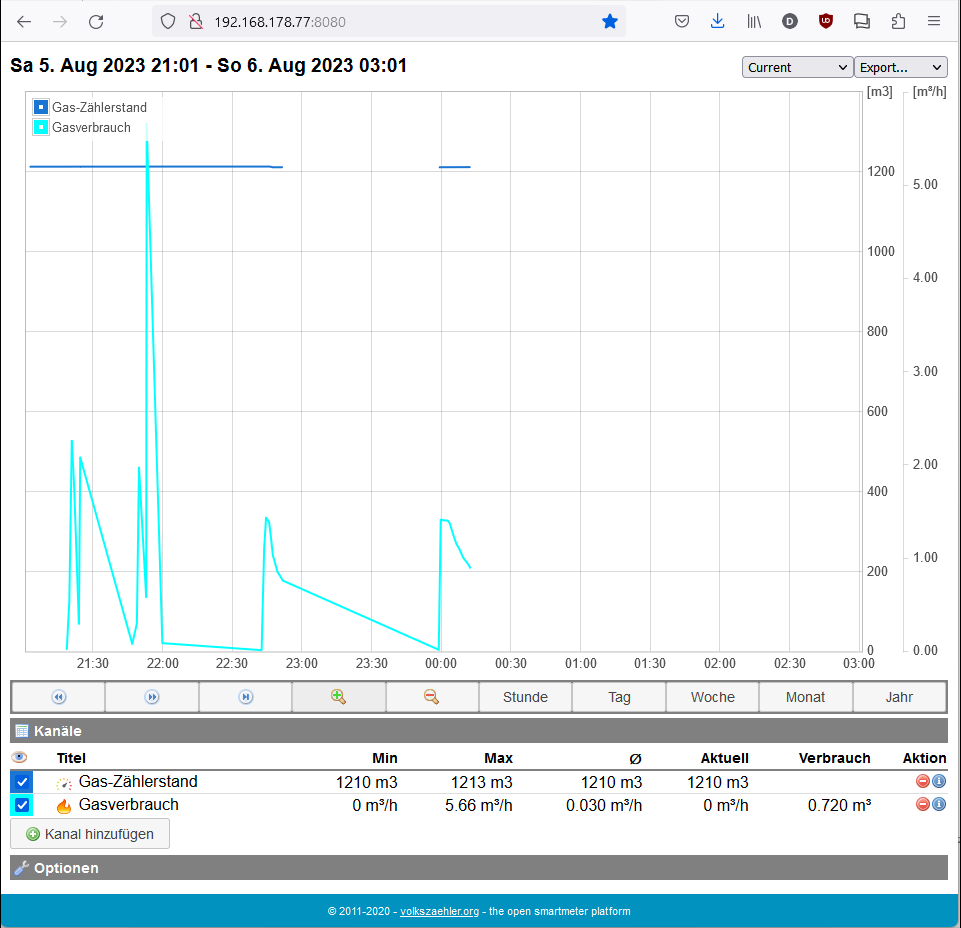 192.168.178.77:8080
Sa 5. Aug 2023 21:01 - So 6. Aug 2023 03:01
Current
Export...
[m3]
[m³/h]
Gas-Zählerstand
Gasverbrauch
1200
1000
800
600
400
200
0
5.00
4.00
3.00
2.00
1.00
0.00
21:30 22:00 22:30 23:00 23:30 00:00 00:30 01:00 01:30 02:00 02:30 03:00
Stunde Tag Woche Monat Jahr
Kanäle
Titel Min Max Ø Aktuell Verbrauch Aktion
Gas-Zählerstand 1210 m3 1213 m3 1210 m3 1210 m3
Gasverbrauch 0 m³/h 5.66 m³/h 0.030 m³/h 0 m³/h 0.720 m³
Kanal hinzufügen
Optionen
© 2011-2020 - volkszaehler.org - the open smartmeter platform